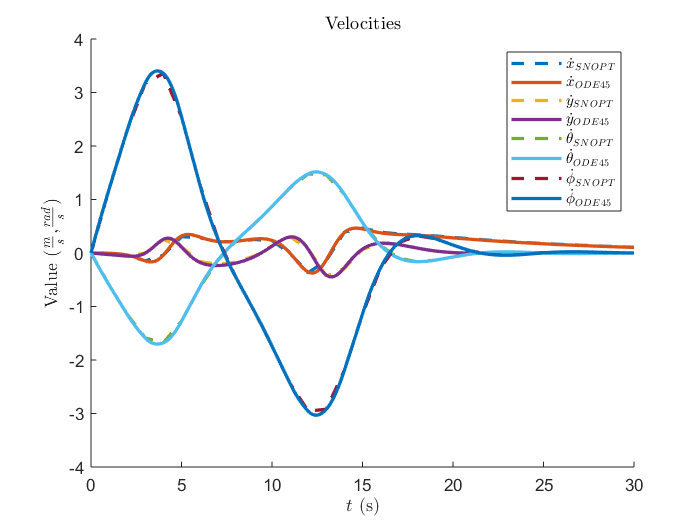 Velocities
4
3
2
1
0
-1
-2
-3
-4
Value (m/s, rad/s)
0 5 10 15 20 25 30
t (s)
ẋ_SNOPT
ẋ_ODE45
ẏ_SNOPT
ẏ_ODE45
θ̇_SNOPT
θ̇_ODE45
ϕ̇_SNOPT
ϕ̇_ODE45